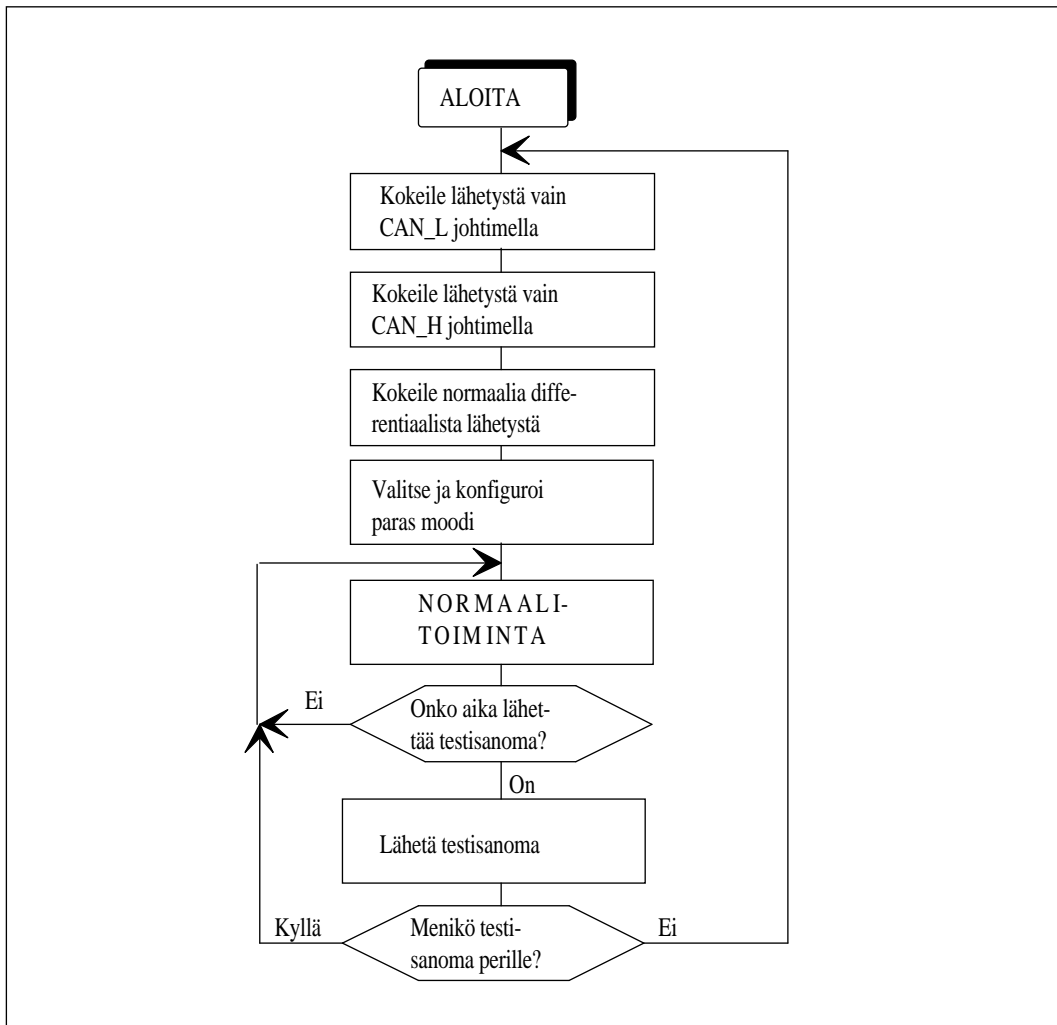 ALOITA
Kokeile lähetystä vain
CAN_L johtimella
Kokeile lähetystä vain
CAN_H johtimella
Kokeile normaalia diffe-
rentiaalista lähetystä
Valitse ja konfiguroi
paras moodi
NORMAALI-
TOIMINTA
Ei
Onko aika lähet-
tää testisanoma?
On
Lähetä testisanoma
Kyllä
Menikö testi-
sanoma perille?
Ei